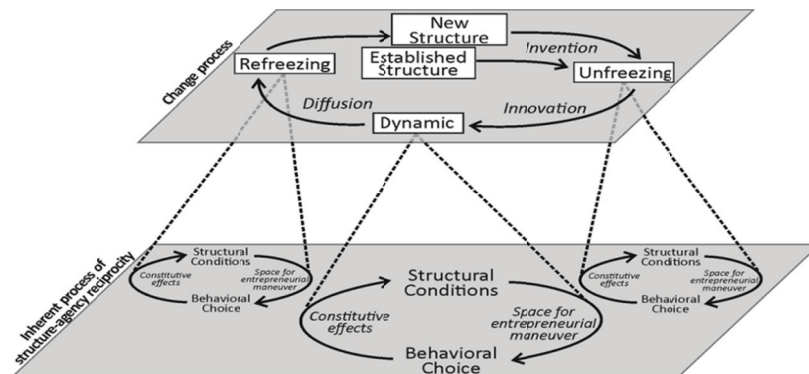 Change process
New
Structure
Established
Structure
Invention
Refreezing
Unfreezing
Diffusion
Innovation
Dynamic
Inherent process of
structure-agency reciprocity
Structural
Conditions
Constitutive
effects
Space for
entrepreneurial
maneuver
Behavioral
Choice
Structural
Conditions
Constitutive
effects
Space for
entrepreneurial
maneuver
Behavioral
Choice
Structural
Conditions
Constitutive
effects
Space for
entrepreneurial
maneuver
Behavioral
Choice